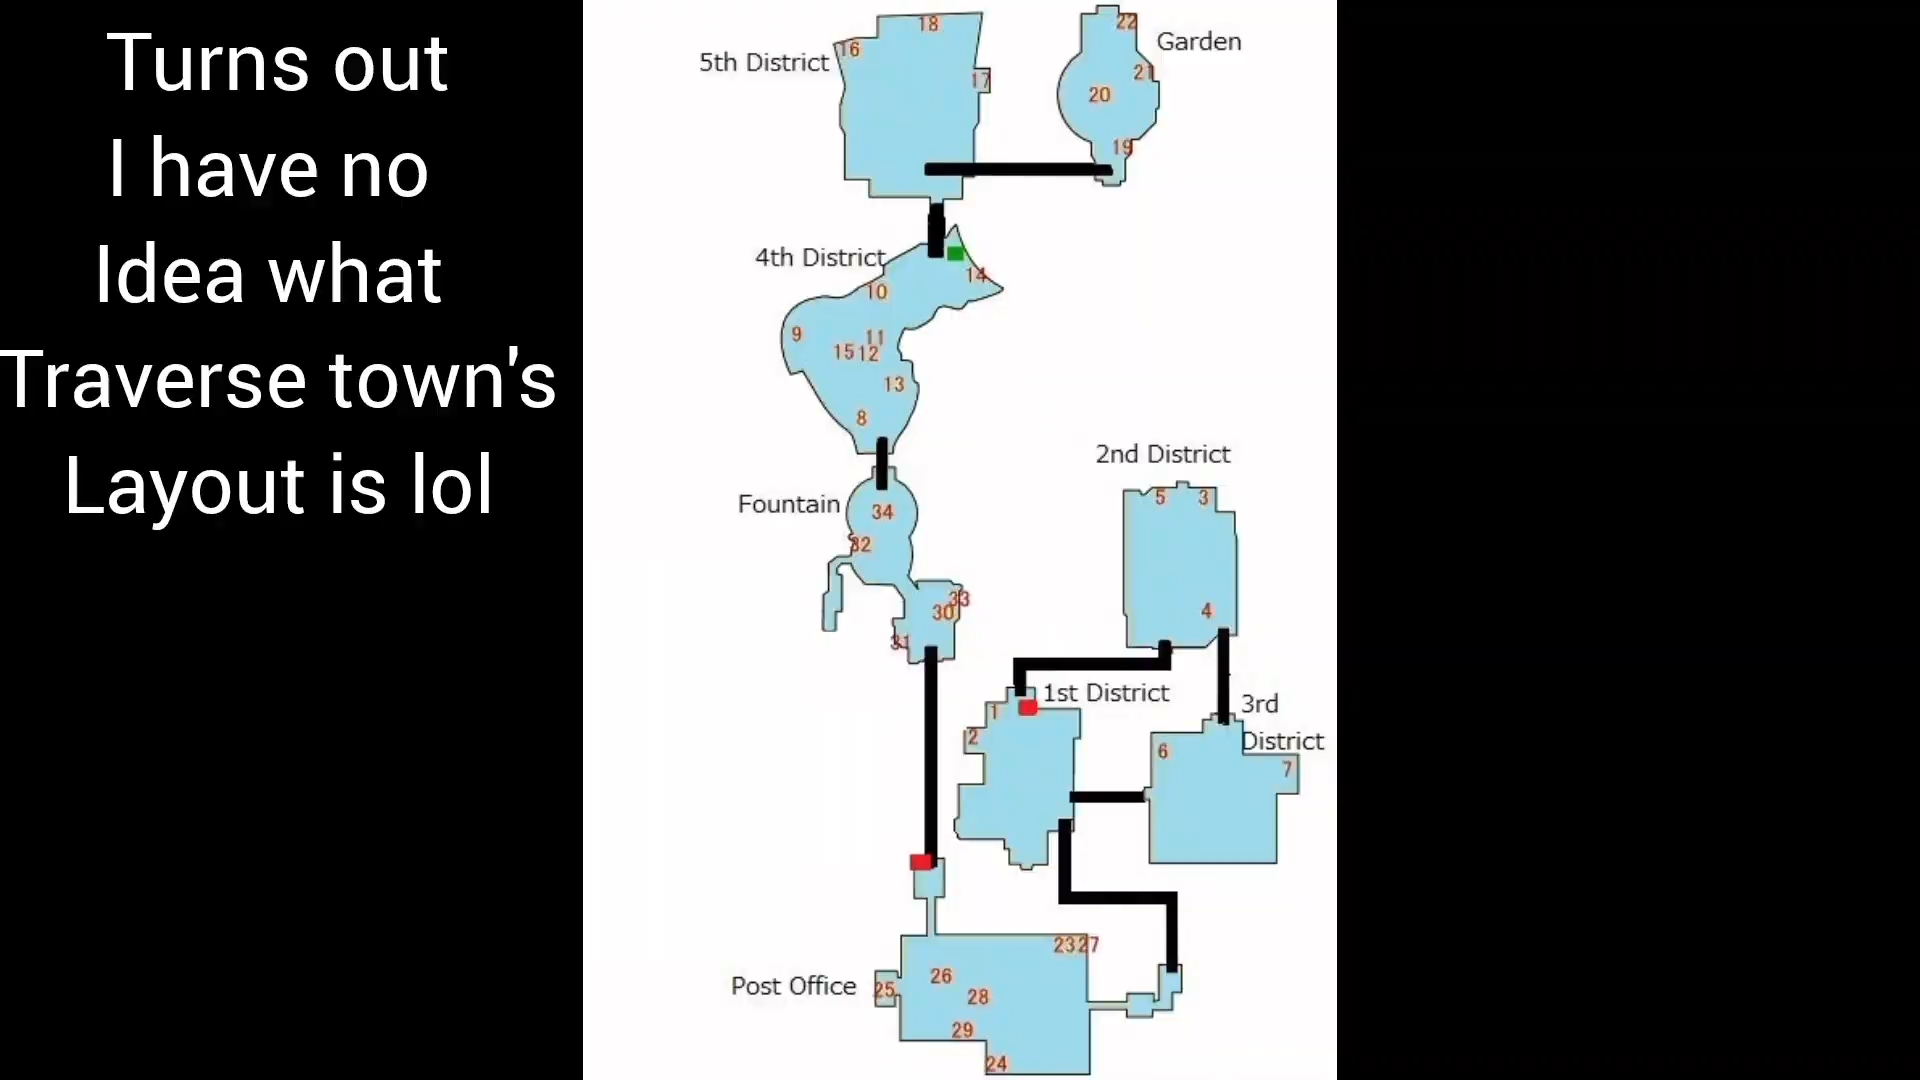 Turns out
I have no
Idea what
Traverse town's
Layout is lol
18
22
Garden
16
5th District
21
17
20
19
4th District
14
10
9
11
15 12
13
8
2nd District
5 3
Fountain
34
32
33
30
4
31
1st District
3rd
District
1
2
6
7
23 27
26
Post Office
25
28
29
24